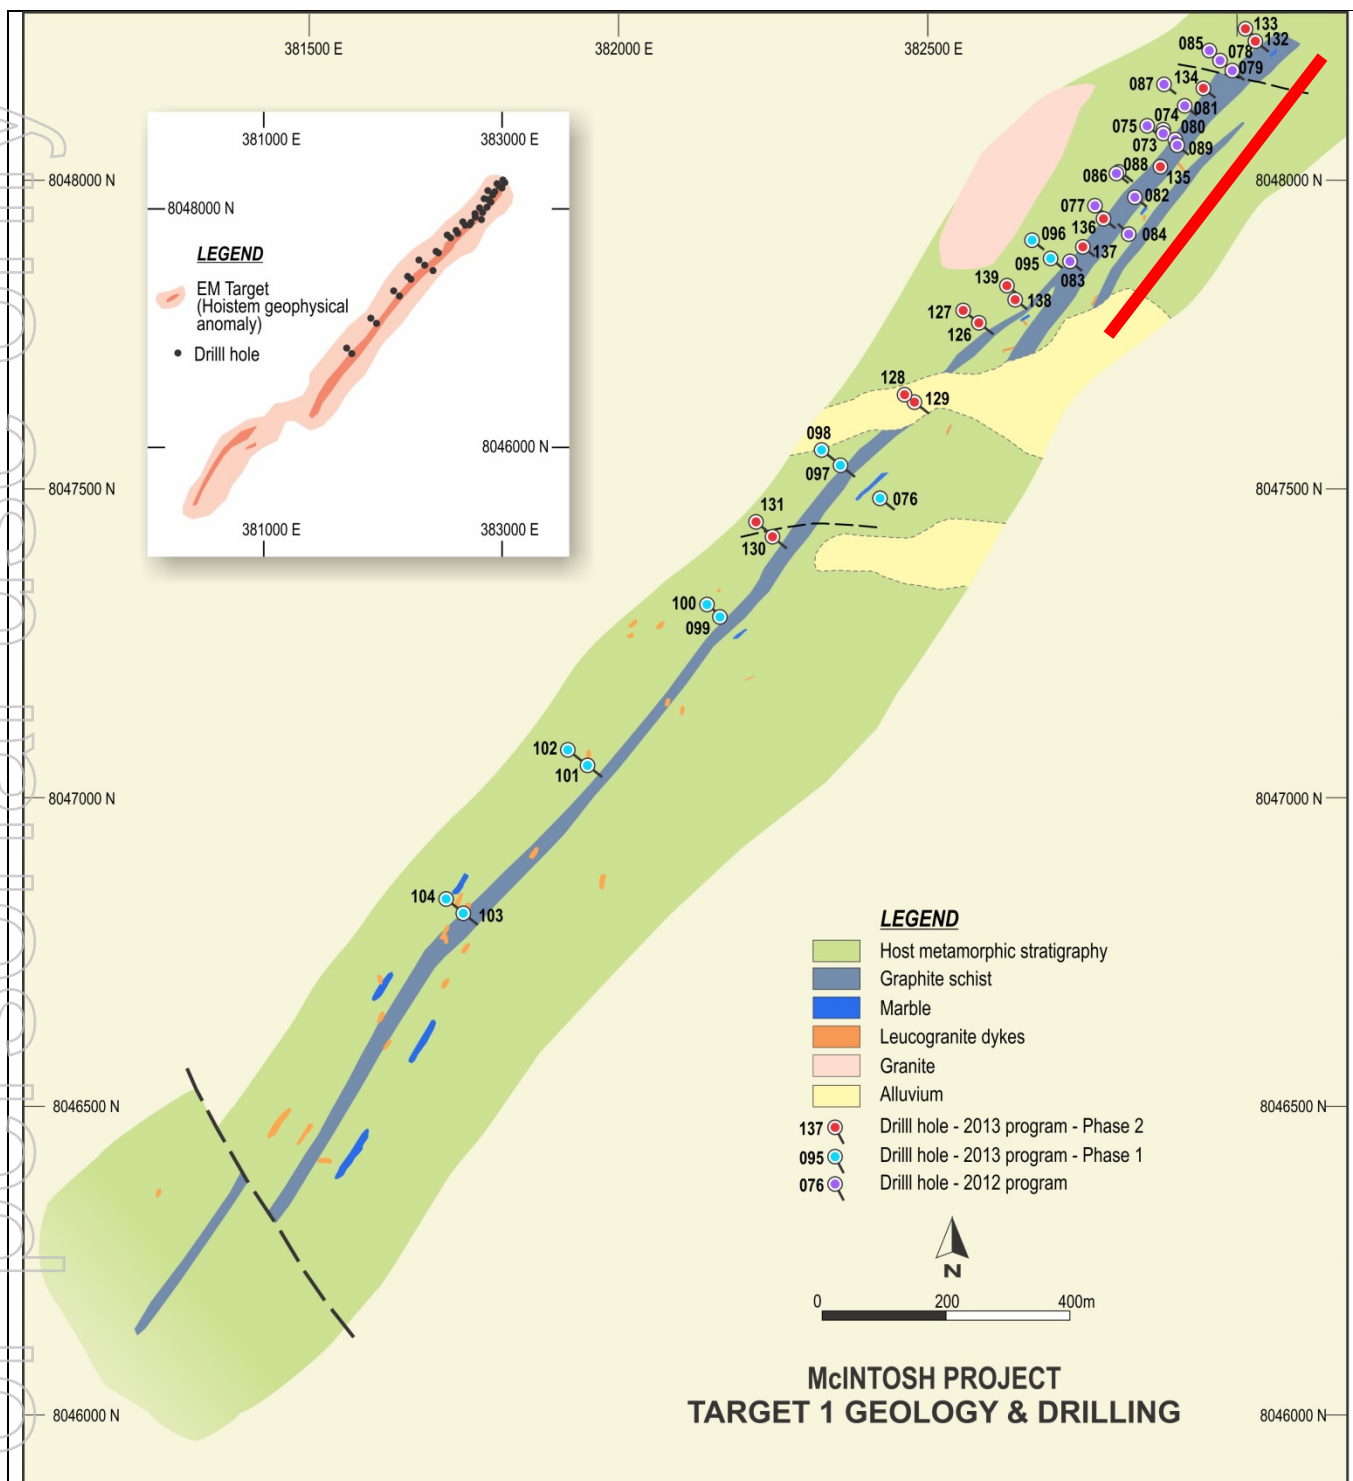 381500 E
382000 E
382500 E
133
132
085
078
079
087
134
081
074
075
080
073
089
088
086
135
082
077
136
084
096
137
095
083
139
138
127
126
128
129
098
097
076
131
130
100
099
102
101
104
103
8048000 N
8048000 N
8047500 N
8047500 N
8047000 N
8047000 N
8046500 N
8046500 N
8046000 N
8046000 N
381000 E
383000 E
8048000 N
LEGEND
EM Target
(Hoistem geophysical
anomaly)
Drilll hole
8046000 N
381000 E
383000 E
LEGEND
Host metamorphic stratigraphy
Graphite schist
Marble
Leucogranite dykes
Granite
Alluvium
137 Drilll hole - 2013 program - Phase 2
095 Drilll hole - 2013 program - Phase 1
076 Drilll hole - 2012 program
N
0 200 400m
McINTOSH PROJECT
TARGET 1 GEOLOGY & DRILLING